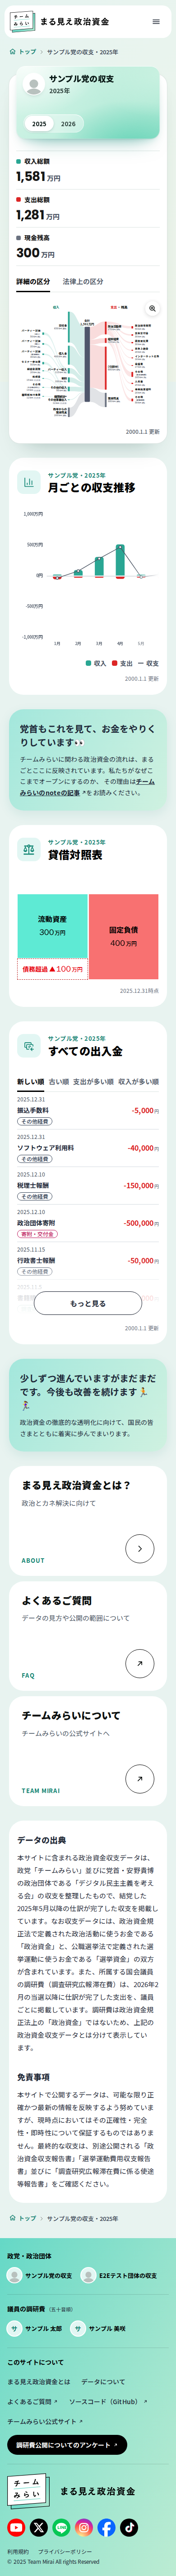 チームみらい
まる見え政治資金
トップ
サンプル党の収支・2025年
サンプル党の収支
2025年
2025
2026
収入総額
1,581万円
支出総額
1,281万円
現金残高
300万円
詳細の区分
法律上の区分
2000.1.1 更新
サンプル党・2025年
月ごとの収支推移
1,000万円
500万円
0円
-500万円
-1,000万円
1月
2月
3月
4月
5月
収入
支出
収支
2000.1.1 更新
党首もこれを見て、お金をやりく
りしています👀
チームみらいに関わる政治資金の流れは、まる
ごとここに反映されています。私たちがなぜこ
こまでオープンにするのか、その理由はチーム
みらいのnoteの記事↗をお読みください。
サンプル党・2025年
貸借対照表
流動資産
300万円
固定負債
400万円
債務超過 ▲100万円
2025.12.31時点
サンプル党・2025年
すべての出入金
新しい順
古い順
支出が多い順
収入が多い順
2025.12.31
振込手数料
-5,000円
その他経費
2025.12.31
ソフトウェア利用料
-40,000円
その他経費
2025.12.10
税理士報酬
-150,000円
その他経費
2025.12.10
政治団体寄附
-500,000円
寄附・交付金
2025.11.15
行政書士報酬
-50,000円
その他経費
もっと見る
2000.1.1 更新
少しずつ進んでいますがまだまだ
です。今後も改善を続けます🏃
🏃‍♀️
政治資金の徹底的な透明化に向けて、国民の皆
さまとともに着実に歩んでまいります。
まる見え政治資金とは？
政治とカネ解決に向けて
ABOUT
よくあるご質問
データの見方や公開の範囲について
FAQ
チームみらいについて
チームみらいの公式サイトへ
TEAM MIRAI
データの出典
本サイトに含まれる政治資金収支データは、
政党「チームみらい」並びに党首・安野貴博
の政治団体である「デジタル民主主義を考え
る会」の収支を整理したもので、結党した
2025年5月以降の仕訳が完了した収支を掲載し
ています。なお収支データには、政治資金規
正法で定義された政治活動に使うお金である
「政治資金」と、公職選挙法で定義された選
挙運動に使うお金である「選挙資金」の双方
が含まれています。また、所属する国会議員
の調研費（調査研究広報滞在費）は、2026年2
月の当選以降に仕訳が完了した支出を、議員
ごとに掲載しています。調研費は政治資金規
正法上の「政治資金」ではないため、上記の
政治資金収支データとは分けて表示していま
す。
免責事項
本サイトで公開するデータは、可能な限り正
確かつ最新の情報を反映するよう努めていま
すが、現時点においてはその正確性・完全
性・即時性について保証するものではありま
せん。最終的な収支は、別途公開される「政
治資金収支報告書」「選挙運動費用収支報告
書」並びに「調査研究広報滞在費に係る使途
等報告書」をご確認ください。
トップ
サンプル党の収支・2025年
政党・政治団体
サンプル党の収支
E2Eテスト団体の収支
議員の調研費（五十音順）
サ
サンプル 太郎
サ
サンプル 美咲
このサイトについて
まる見え政治資金とは
データについて
よくあるご質問
ソースコード（GitHub）
チームみらい公式サイト
調研費公開についてのアンケート
チームみらい
まる見え政治資金
利用規約
プライバシーポリシー
© 2025 Team Mirai All rights Reserved